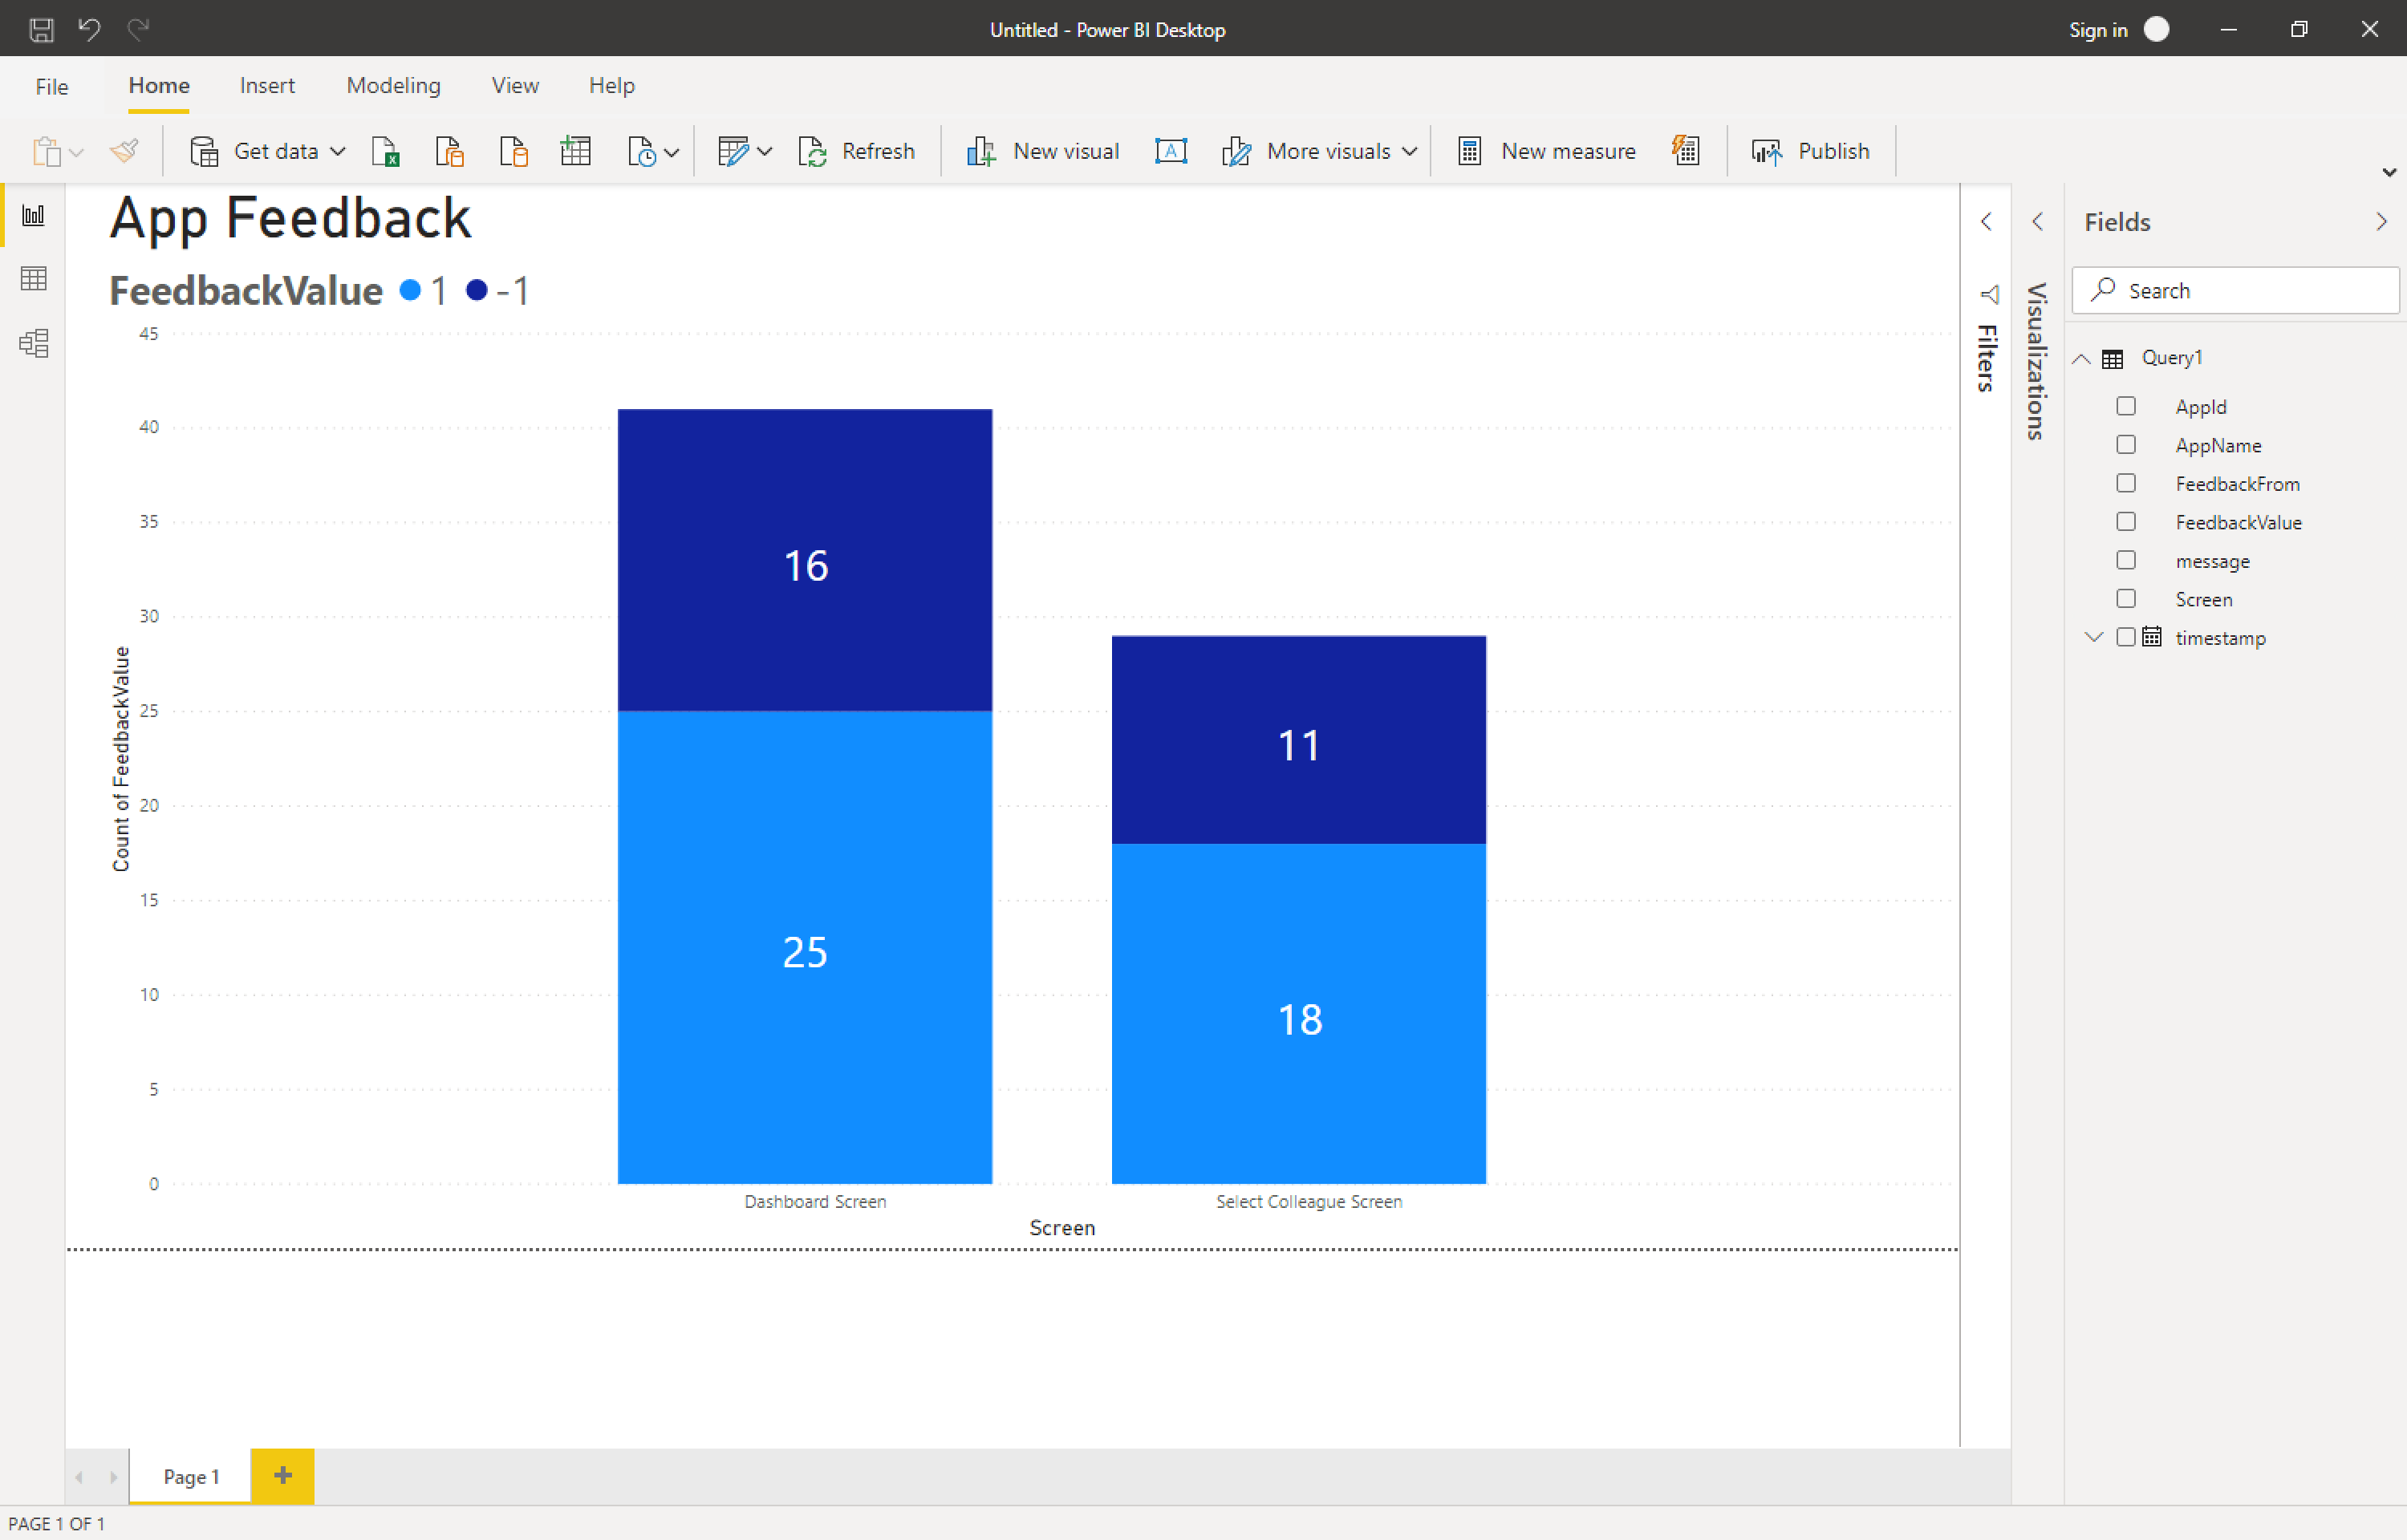 Untitled - Power BI Desktop
Sign in
File Home Insert Modeling View Help
Get data Refresh New visual A More visuals New measure Publish
App Feedback
FeedbackValue 1 -1
45
40
35
30
25
20
15
10
5
0
Count of FeedbackValue
16
25
11
18
Dashboard Screen Select Colleague Screen
Screen
Filters
Visualizations
Fields
Search
Query1
AppId
AppName
FeedbackFrom
FeedbackValue
message
Screen
timestamp
Page 1 +
PAGE 1 OF 1